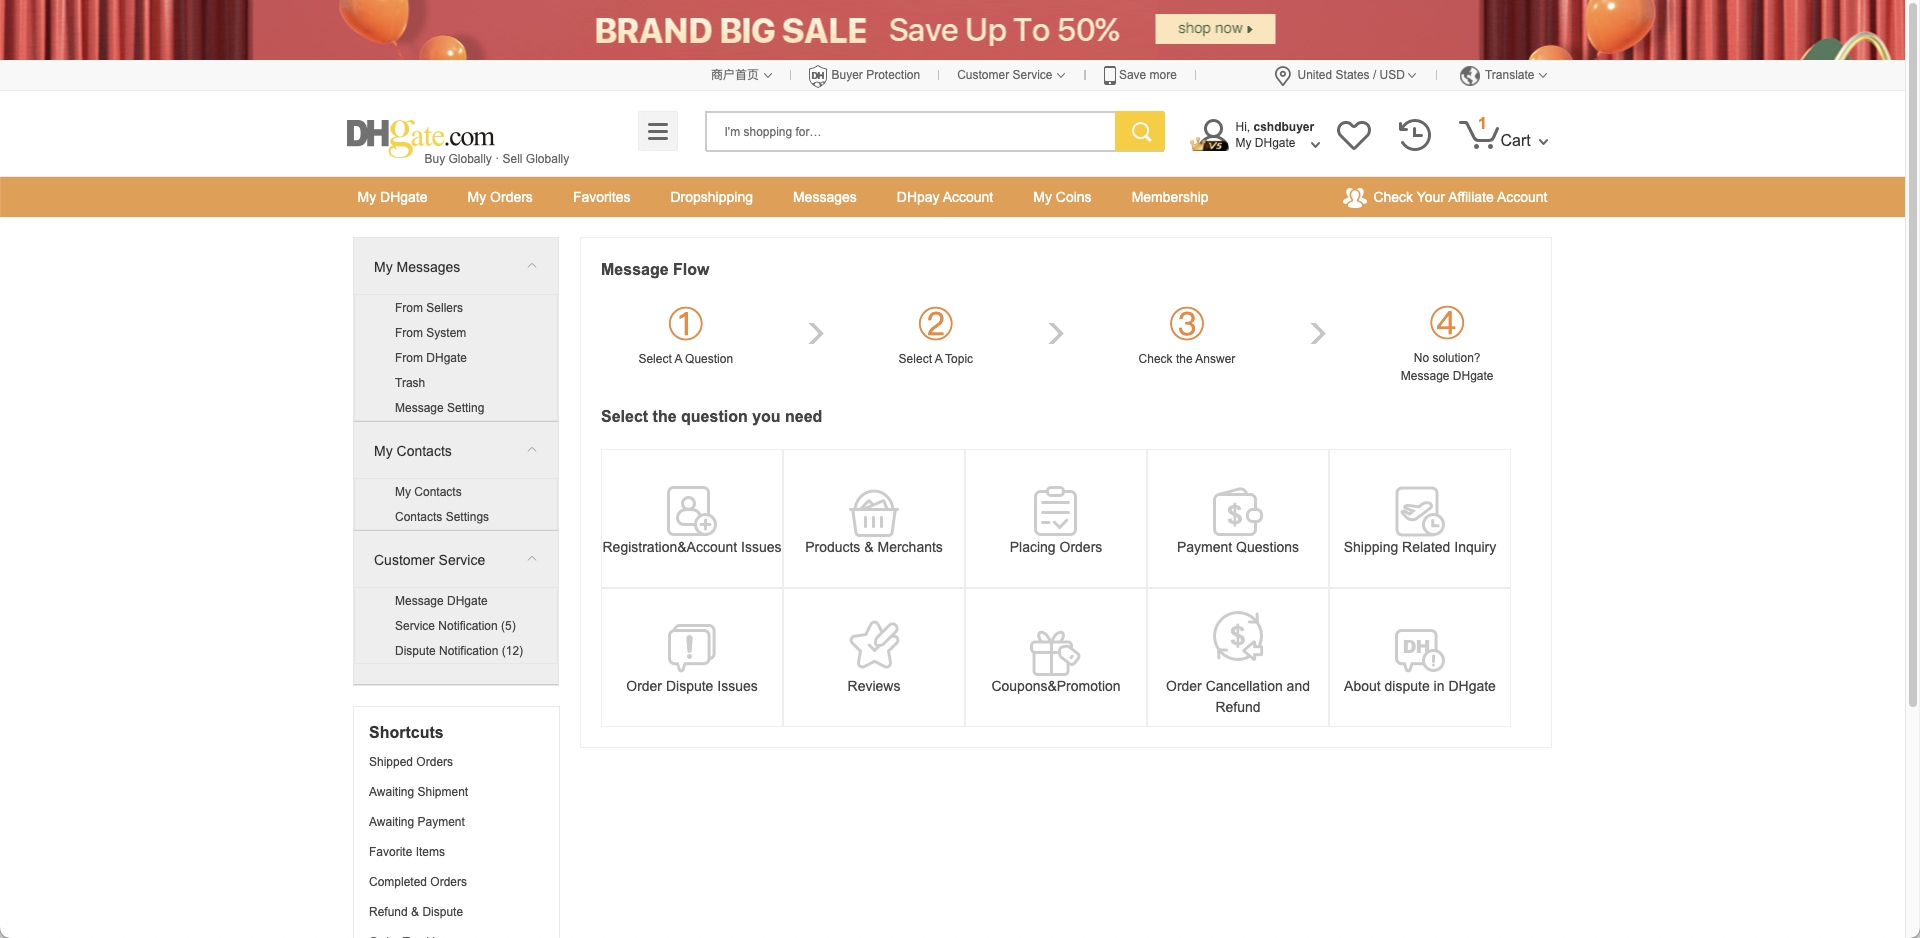 BRAND BIG SALE Save Up To 50% shop now
商户首页 DH Buyer Protection Customer Service Save more United States / USD Translate
DHgate.com
Buy Globally · Sell Globally
I'm shopping for…
V5
Hi, cshdbuyer
My DHgate
1
Cart
My DHgate My Orders Favorites Dropshipping Messages DHpay Account My Coins Membership Check Your Affiliate Account
My Messages
From Sellers
From System
From DHgate
Trash
Message Setting
My Contacts
My Contacts
Contacts Settings
Customer Service
Message DHgate
Service Notification (5)
Dispute Notification (12)
Shortcuts
Shipped Orders
Awaiting Shipment
Awaiting Payment
Favorite Items
Completed Orders
Refund & Dispute
Message Flow
① ② ③ ④
Select A Question
Select A Topic
Check the Answer
No solution?
Message DHgate
Select the question you need
Registration&Account Issues
Products & Merchants
Placing Orders
$
Payment Questions
Shipping Related Inquiry
!
Order Dispute Issues
Reviews
Coupons&Promotion
$
Order Cancellation and
Refund
DH !
About dispute in DHgate